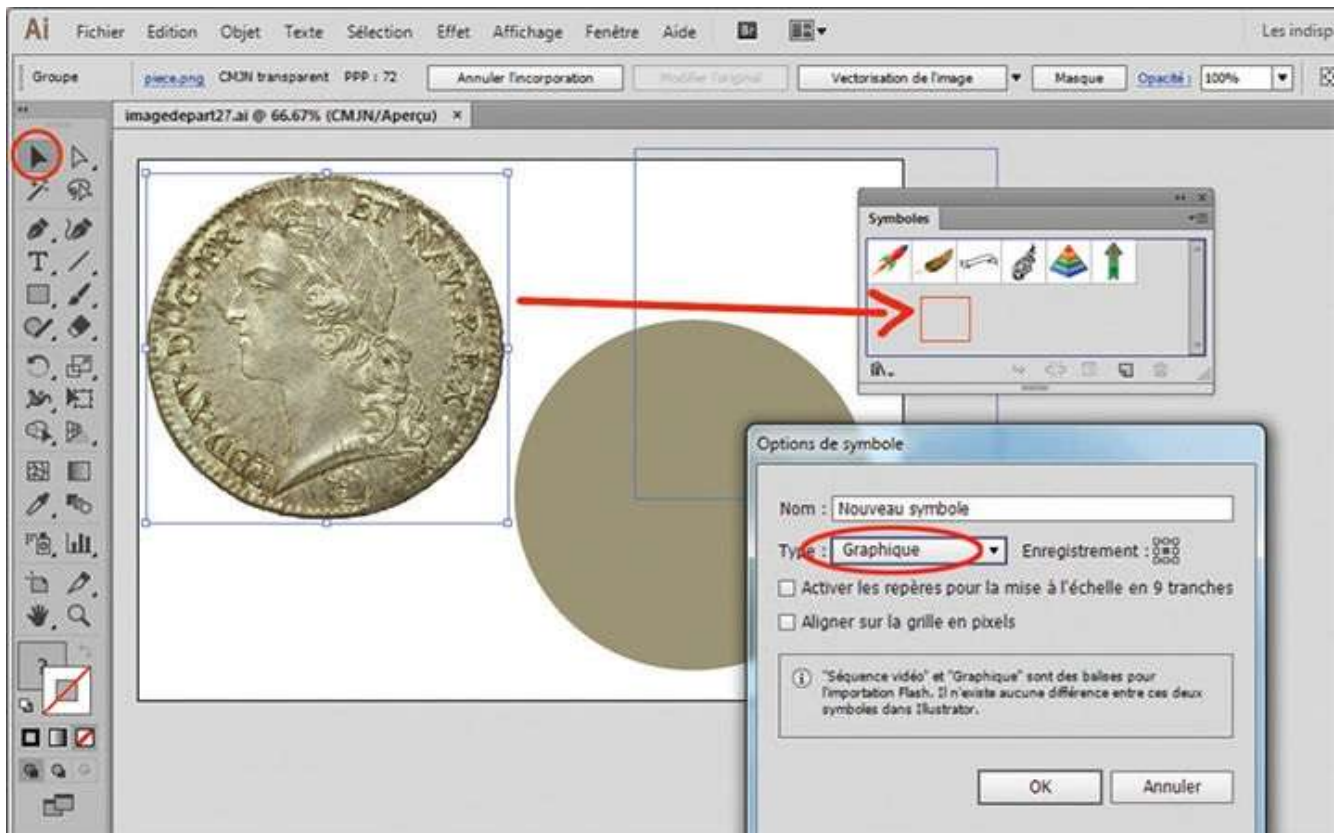 Ai Fichier Edition Objet Texte Sélection Effet Affichage Fenêtre Aide Br Les indisp
Groupe piece.png CMJN transparent PPP : 72 Annuler l'incorporation Modifier l'original Vectorisation de l'image Masque Opacité : 100%
imagedepart27.ai @ 66.67% (CMJN/Aperçu) ×
ET NAV REX
D.G.FR
Symboles
T
?
Options de symbole
Nom : Nouveau symbole
Type : Graphique Enregistrement :
Activer les repères pour la mise à l'échelle en 9 tranches
Aligner sur la grille en pixels
"Séquence vidéo" et "Graphique" sont des balises pour
l'importation Flash. Il n'existe aucune différence entre ces deux
symboles dans Illustrator.
OK Annuler